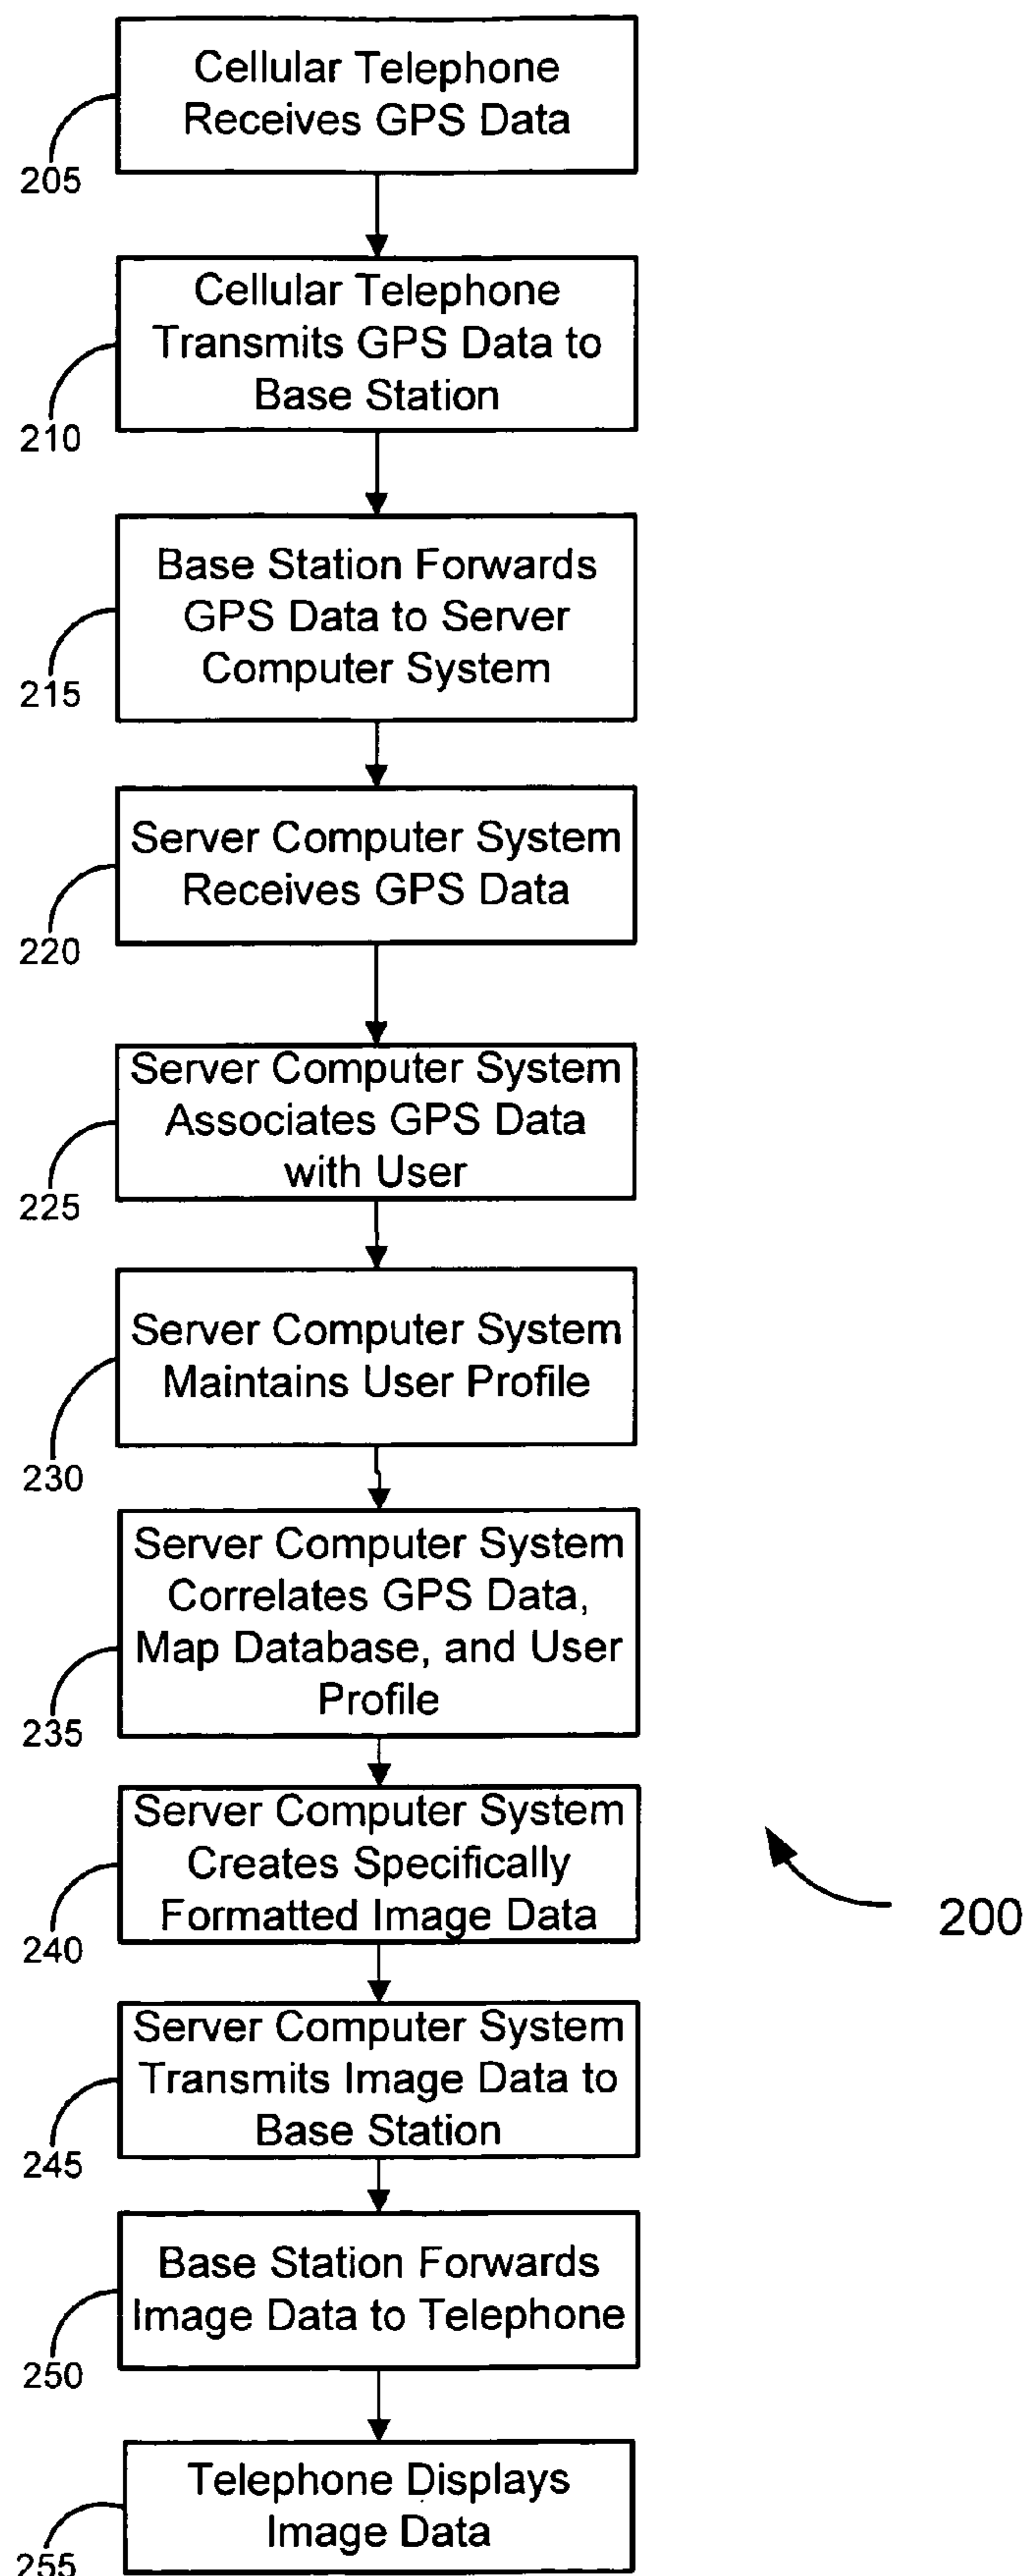 Cellular Telephone
Receives GPS Data
205
Cellular Telephone
Transmits GPS Data to
Base Station
210
Base Station Forwards
GPS Data to Server
Computer System
215
Server Computer System
Receives GPS Data
220
Server Computer System
Associates GPS Data
with User
225
Server Computer System
Maintains User Profile
230
Server Computer System
Correlates GPS Data,
Map Database, and User
Profile
235
Server Computer System
Creates Specifically
Formatted Image Data
240
200
Server Computer System
Transmits Image Data to
Base Station
245
Base Station Forwards
Image Data to Telephone
250
Telephone Displays
Image Data
255